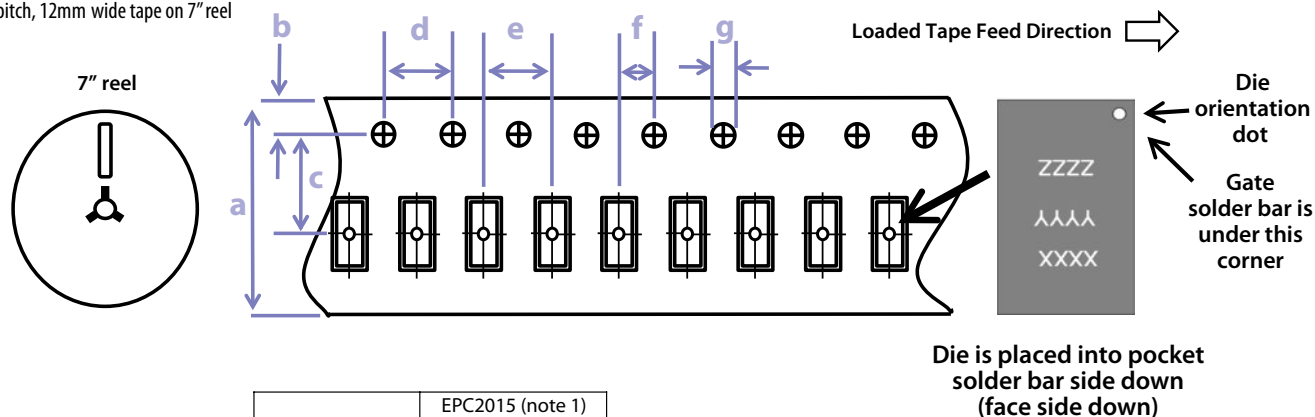 pitch, 12mm wide tape on 7” reel
7” reel
a
b
c
d
e
f
g
Loaded Tape Feed Direction
Die
orientation
dot
Gate
solder bar is
under this
corner
ZZZZ
YYYY
XXXX
Die is placed into pocket
solder bar side down
(face side down)
EPC2015 (note 1)